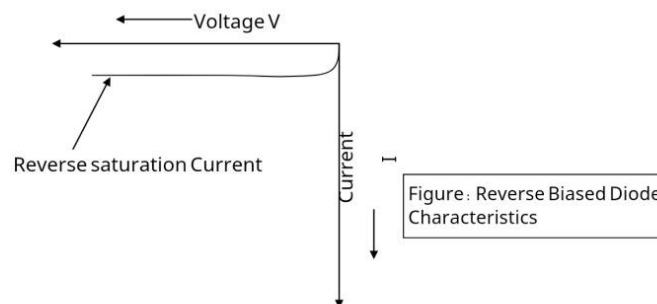 Voltage V
Reverse saturation Current
Current
I
Figure: Reverse Biased Diode
Characteristics